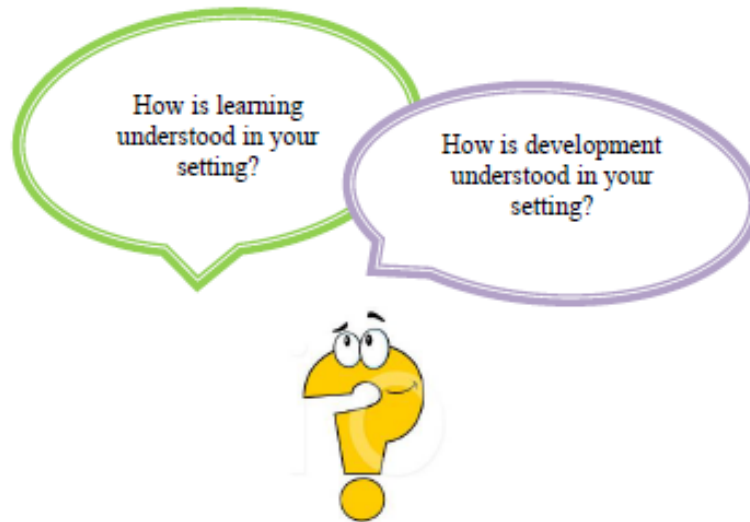 How is learning
understood in your
setting?
How is development
understood in your
setting?